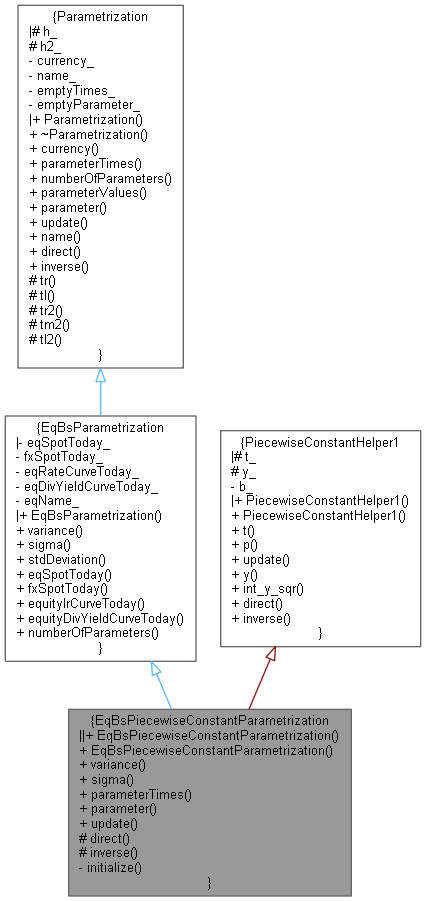 {Parametrization
|# h_
# h2_
- currency_
- name_
- emptyTimes_
- emptyParameter_
|+ Parametrization()
+ ~Parametrization()
+ currency()
+ parameterTimes()
+ numberOfParameters()
+ parameterValues()
+ parameter()
+ update()
+ name()
+ direct()
+ inverse()
# tr()
# tl()
# tr2()
# tm2()
# tl2()
}
{EqBsParametrization
|- eqSpotToday_
- fxSpotToday_
- eqRateCurveToday_
- eqDivYieldCurveToday_
- eqName_
|+ EqBsParametrization()
+ variance()
+ sigma()
+ stdDeviation()
+ eqSpotToday()
+ fxSpotToday()
+ equityIrCurveToday()
+ equityDivYieldCurveToday()
+ numberOfParameters()
}
{PiecewiseConstantHelper1
|# t_
# y_
- b_
|+ PiecewiseConstantHelper1()
+ PiecewiseConstantHelper1()
+ t()
+ p()
+ update()
+ y()
+ int_y_sqr()
+ direct()
+ inverse()
}
{EqBsPiecewiseConstantParametrization
||+ EqBsPiecewiseConstantParametrization()
+ EqBsPiecewiseConstantParametrization()
+ variance()
+ sigma()
+ parameterTimes()
+ parameter()
+ update()
# direct()
# inverse()
- initialize()
}